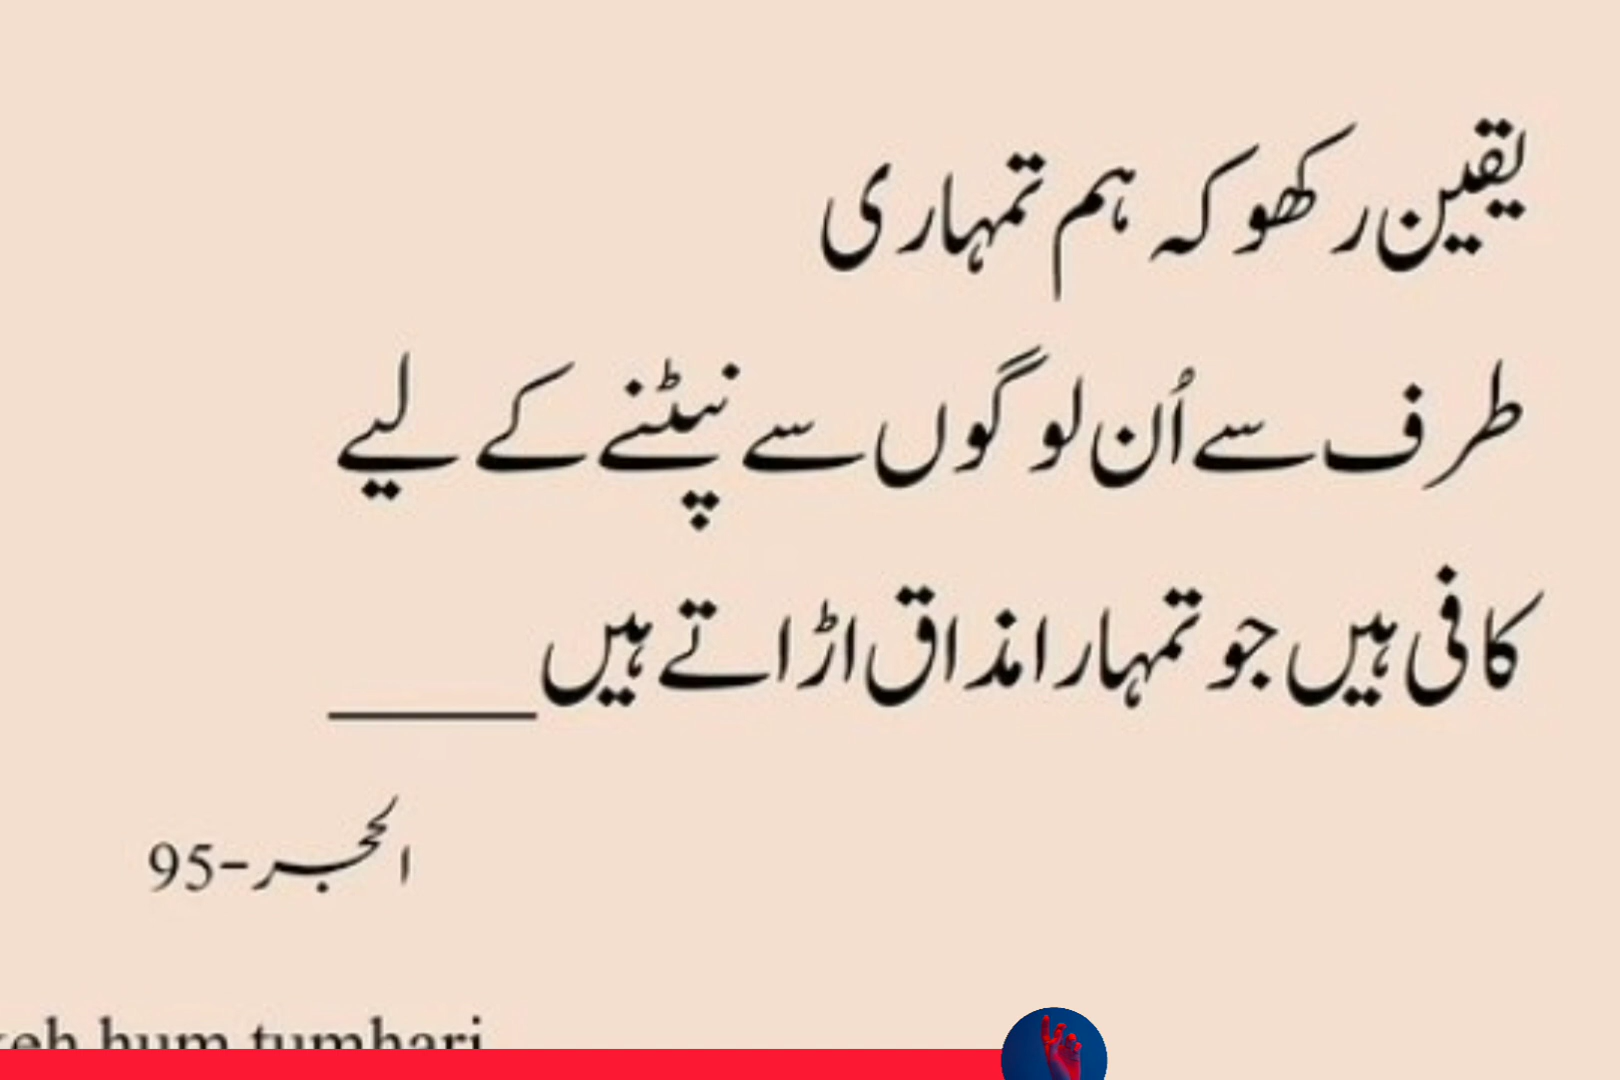 یقین رکھو کہ ہم تمہاری
طرف سے اُن لوگوں سے نپٹنے کے لیے
کافی ہیں جو تمہارا مذاق اڑاتے ہیں_____
الحجر-95
keh hum tumhari